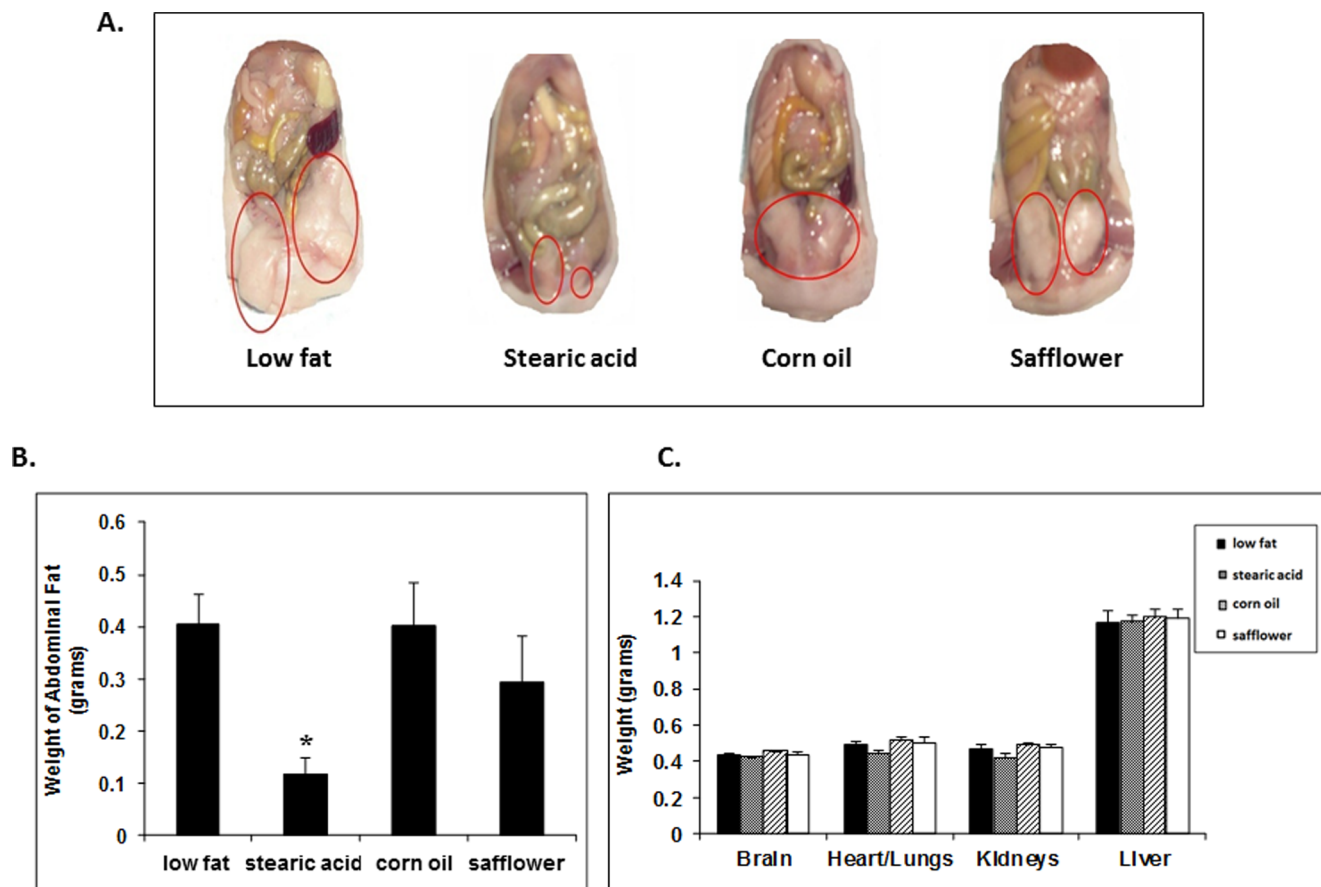 A.
Low fat
Stearic acid
Corn oil
Safflower
B.
Weight of Abdominal Fat
(grams)
0.6
0.5
0.4
0.3
0.2
0.1
0
*
low fat
stearic acid
corn oil
safflower
C.
Weight (grams)
1.4
1.2
1
0.8
0.6
0.4
0.2
0
Brain
Heart/Lungs
Kidneys
Liver
low fat
stearic acid
corn oil
safflower